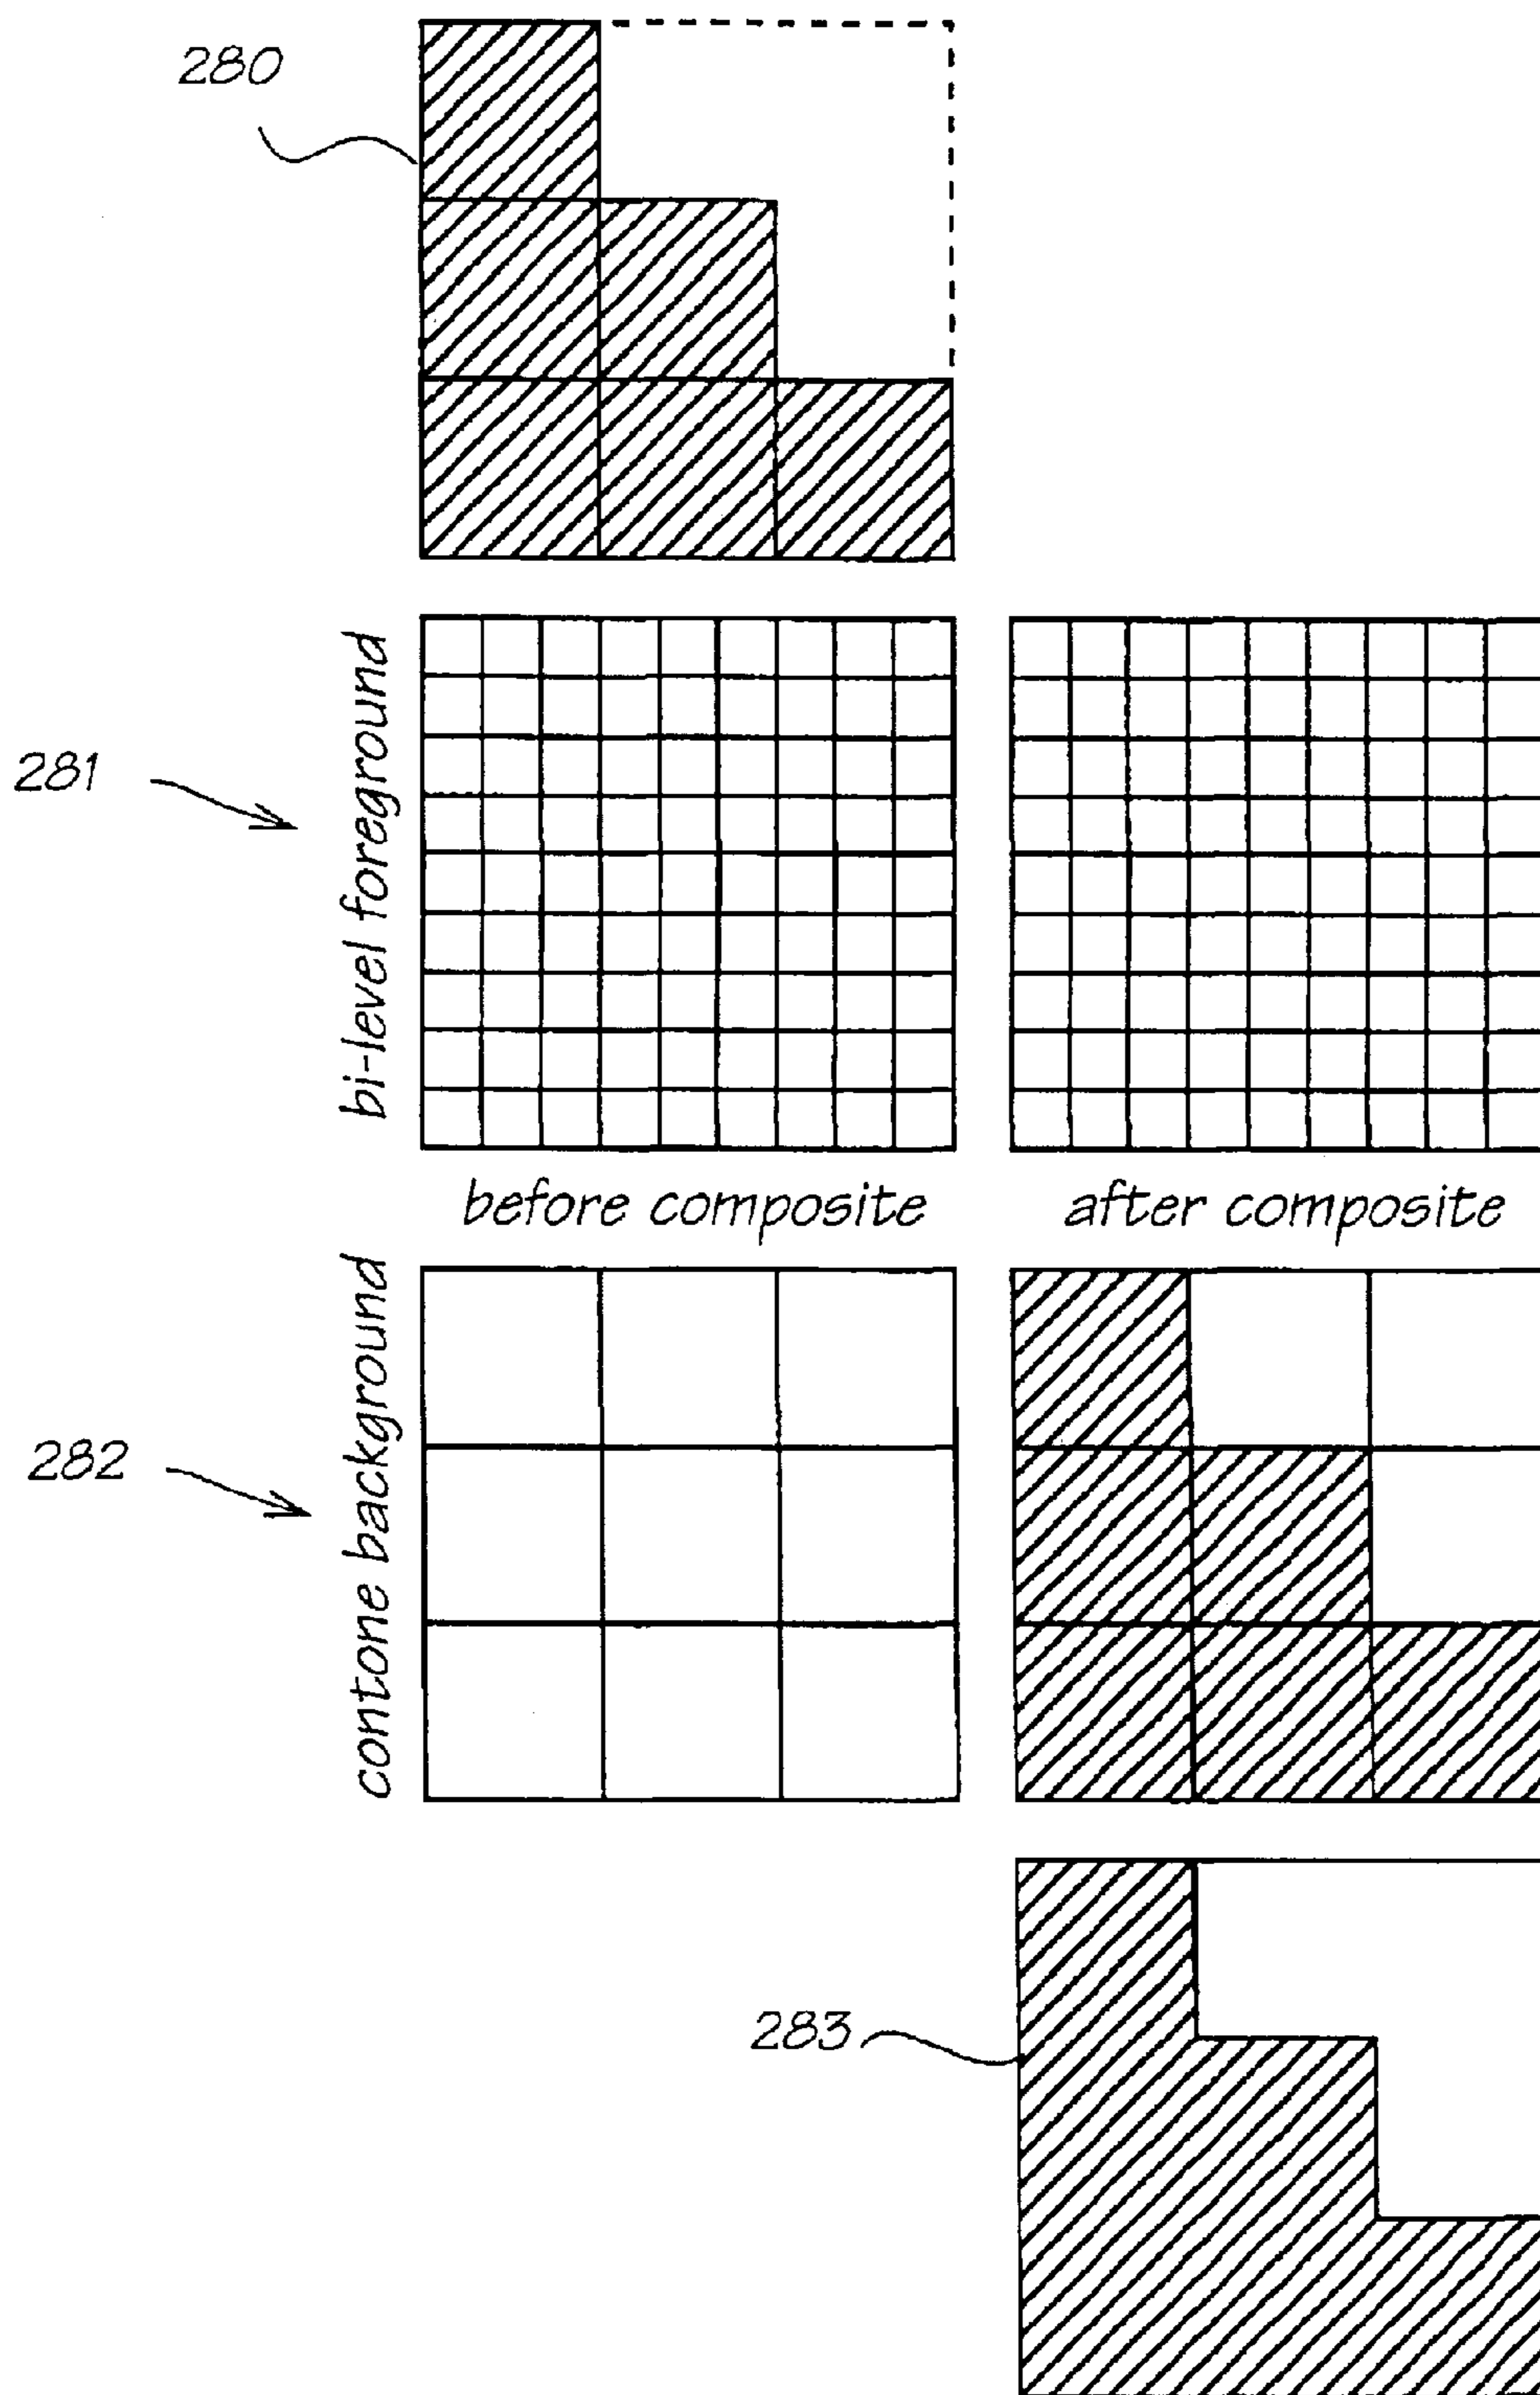 280
281
bi-level foreground
before composite
after composite
282
contone background
283